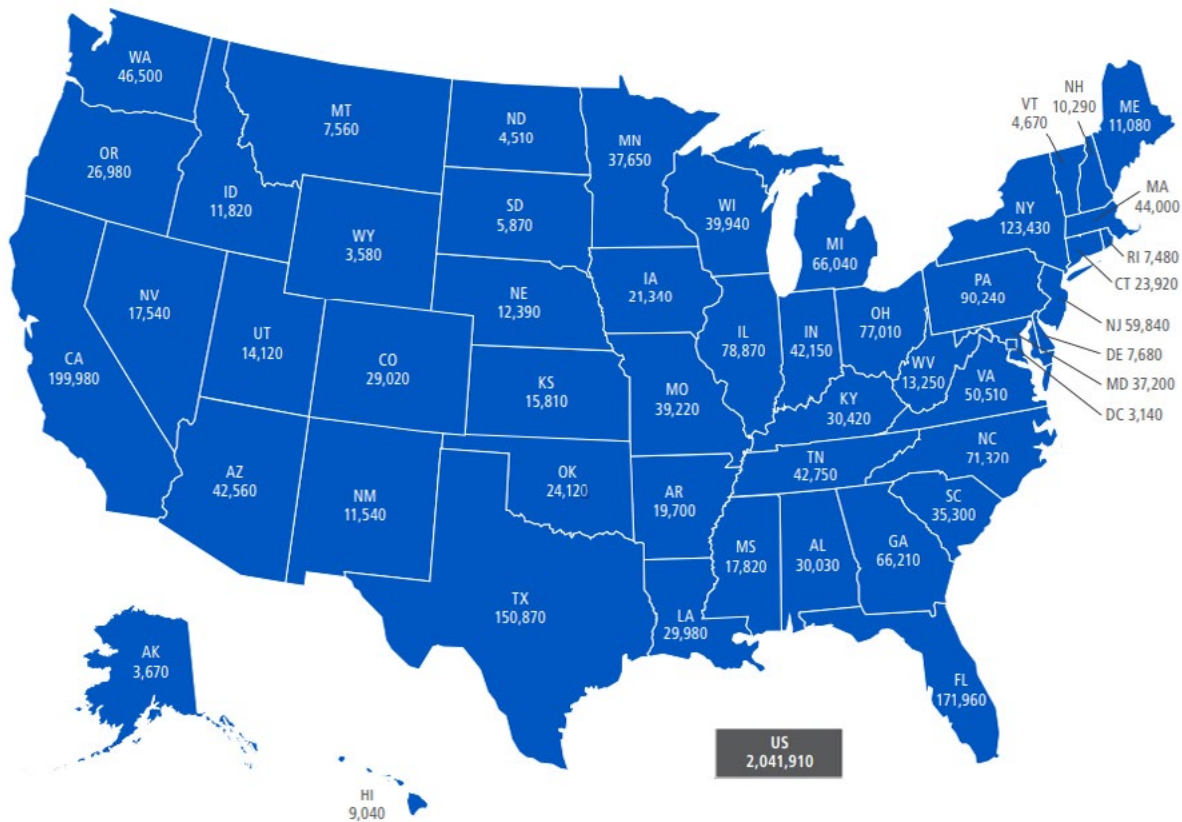 WA
46,500
MT
7,560
ND
4,510
MN
37,650
VT
4,670
NH
10,290
ME
11,080
OR
26,980
ID
11,820
WY
3,580
SD
5,870
WI
39,940
MI
66,040
NY
123,430
MA
44,000
RI 7,480
CT 23,920
NV
17,540
UT
14,120
CO
29,020
NE
12,390
IA
21,340
IL
78,870
IN
42,150
OH
77,010
PA
90,240
NJ 59,840
DE 7,680
MD 37,200
DC 3,140
CA
199,980
KS
15,810
MO
39,220
KY
30,420
WV
13,250
VA
50,510
AZ
42,560
NM
11,540
OK
24,120
AR
19,700
TN
42,750
NC
71,320
SC
35,300
MS
17,820
AL
30,030
GA
66,210
TX
150,870
LA
29,980
FL
171,960
AK
3,670
HI
9,040
US
2,041,910